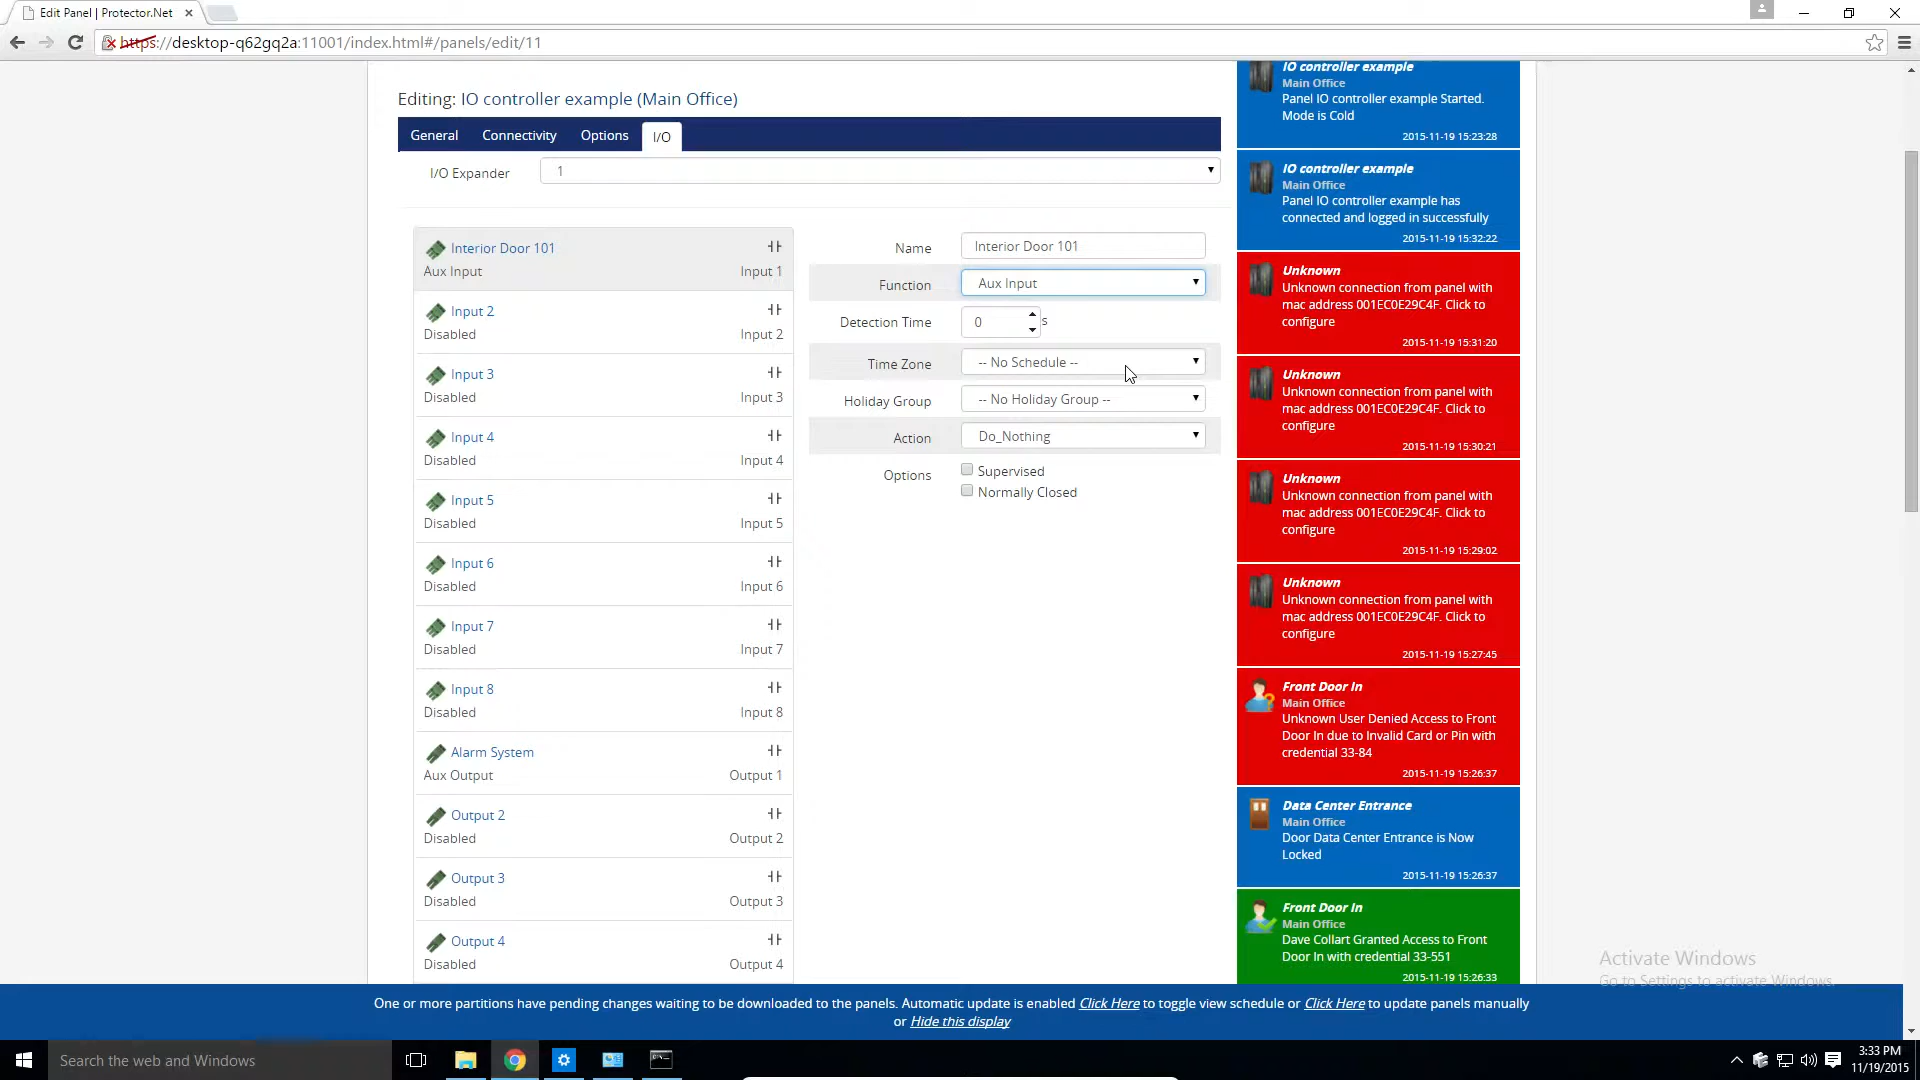 Edit Panel | Protector.Net
https://desktop-q62gq2a:11001/index.html#/panels/edit/11
Editing: IO controller example (Main Office)
General Connectivity Options I/O
I/O Expander 1
Interior Door 101
Aux Input Input 1
Input 2
Disabled Input 2
Input 3
Disabled Input 3
Input 4
Disabled Input 4
Input 5
Disabled Input 5
Input 6
Disabled Input 6
Input 7
Disabled Input 7
Input 8
Disabled Input 8
Alarm System
Aux Output Output 1
Output 2
Disabled Output 2
Output 3
Disabled Output 3
Output 4
Disabled Output 4
Name Interior Door 101
Function Aux Input
Detection Time 0 s
Time Zone -- No Schedule --
Holiday Group -- No Holiday Group --
Action Do_Nothing
Options Supervised
Normally Closed
IO controller example
Main Office
Panel IO controller example Started.
Mode is Cold
2015-11-19 15:23:28
IO controller example
Main Office
Panel IO controller example has
connected and logged in successfully
2015-11-19 15:32:22
Unknown
Unknown connection from panel with
mac address 001EC0E29C4F. Click to
configure
2015-11-19 15:31:20
Unknown
Unknown connection from panel with
mac address 001EC0E29C4F. Click to
configure
2015-11-19 15:30:21
Unknown
Unknown connection from panel with
mac address 001EC0E29C4F. Click to
configure
2015-11-19 15:29:02
Unknown
Unknown connection from panel with
mac address 001EC0E29C4F. Click to
configure
2015-11-19 15:27:45
Front Door In
Main Office
Unknown User Denied Access to Front
Door In due to Invalid Card or Pin with
credential 33-84
2015-11-19 15:26:37
Data Center Entrance
Main Office
Door Data Center Entrance is Now
Locked
2015-11-19 15:26:37
Front Door In
Main Office
Dave Collart Granted Access to Front
Door In with credential 33-551
2015-11-19 15:26:33
Activate Windows
Go to Settings to activate Windows.
One or more partitions have pending changes waiting to be downloaded to the panels. Automatic update is enabled Click Here to toggle view schedule or Click Here to update panels manually
or Hide this display
Search the web and Windows
3:33 PM
11/19/2015